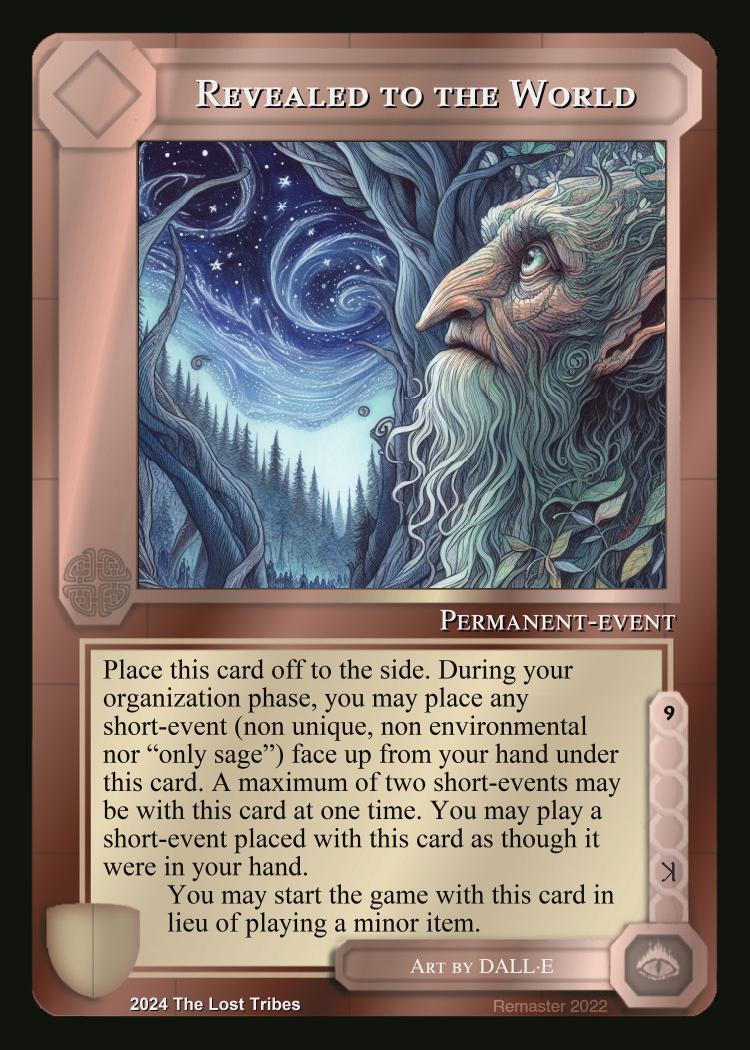 Revealed to the World
Permanent-event
Place this card off to the side. During your
organization phase, you may place any
short-event (non unique, non environmental
nor “only sage”) face up from your hand under
this card. A maximum of two short-events may
be with this card at one time. You may play a
short-event placed with this card as though it
were in your hand.
You may start the game with this card in
lieu of playing a minor item.
9
Art by DALL·E
2024 The Lost Tribes
Remaster 2022